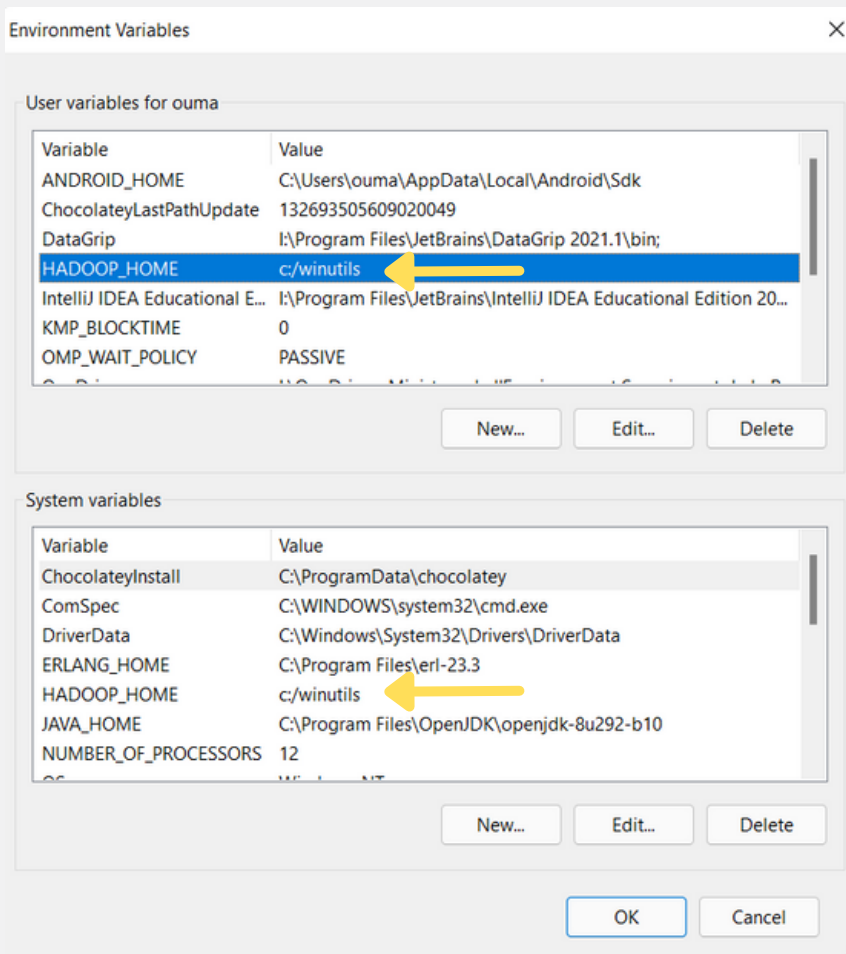 Environment Variables
User variables for ouma
Variable Value
ANDROID_HOME C:\Users\ouma\AppData\Local\Android\Sdk
ChocolateyLastPathUpdate 132693505609020049
DataGrip I:\Program Files\JetBrains\DataGrip 2021.1\bin;
HADOOP_HOME c:/winutils
IntelliJ IDEA Educational E... I:\Program Files\JetBrains\IntelliJ IDEA Educational Edition 20...
KMP_BLOCKTIME 0
OMP_WAIT_POLICY PASSIVE
New... Edit... Delete
System variables
Variable Value
ChocolateyInstall C:\ProgramData\chocolatey
ComSpec C:\WINDOWS\system32\cmd.exe
DriverData C:\Windows\System32\Drivers\DriverData
ERLANG_HOME C:\Program Files\erl-23.3
HADOOP_HOME c:/winutils
JAVA_HOME C:\Program Files\OpenJDK\openjdk-8u292-b10
NUMBER_OF_PROCESSORS 12
New... Edit... Delete
OK Cancel